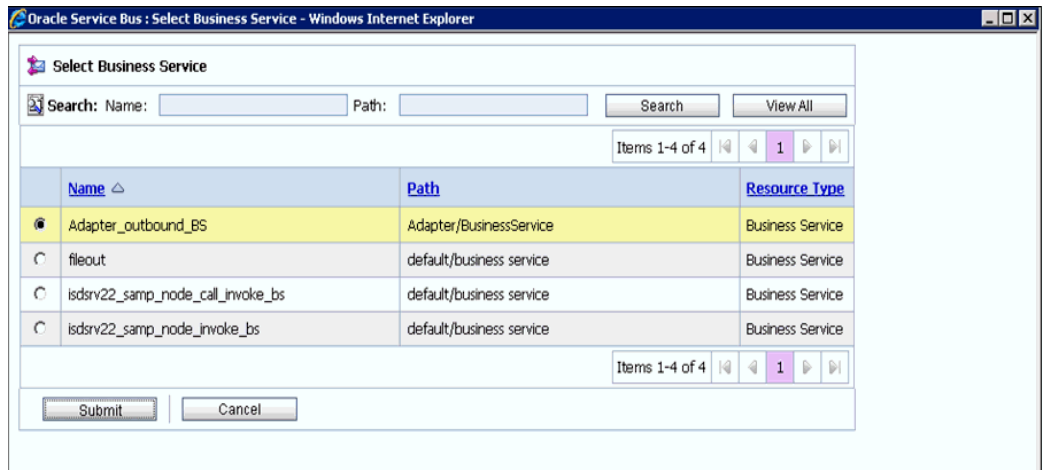 Oracle Service Bus : Select Business Service - Windows Internet Explorer
Select Business Service
Search: Name: Path: Search View All
Items 1-4 of 4 1
Name Path Resource Type
Adapter_outbound_BS Adapter/BusinessService Business Service
fileout default/business service Business Service
isdsrv22_samp_node_call_invoke_bs default/business service Business Service
isdsrv22_samp_node_invoke_bs default/business service Business Service
Items 1-4 of 4 1
Submit Cancel